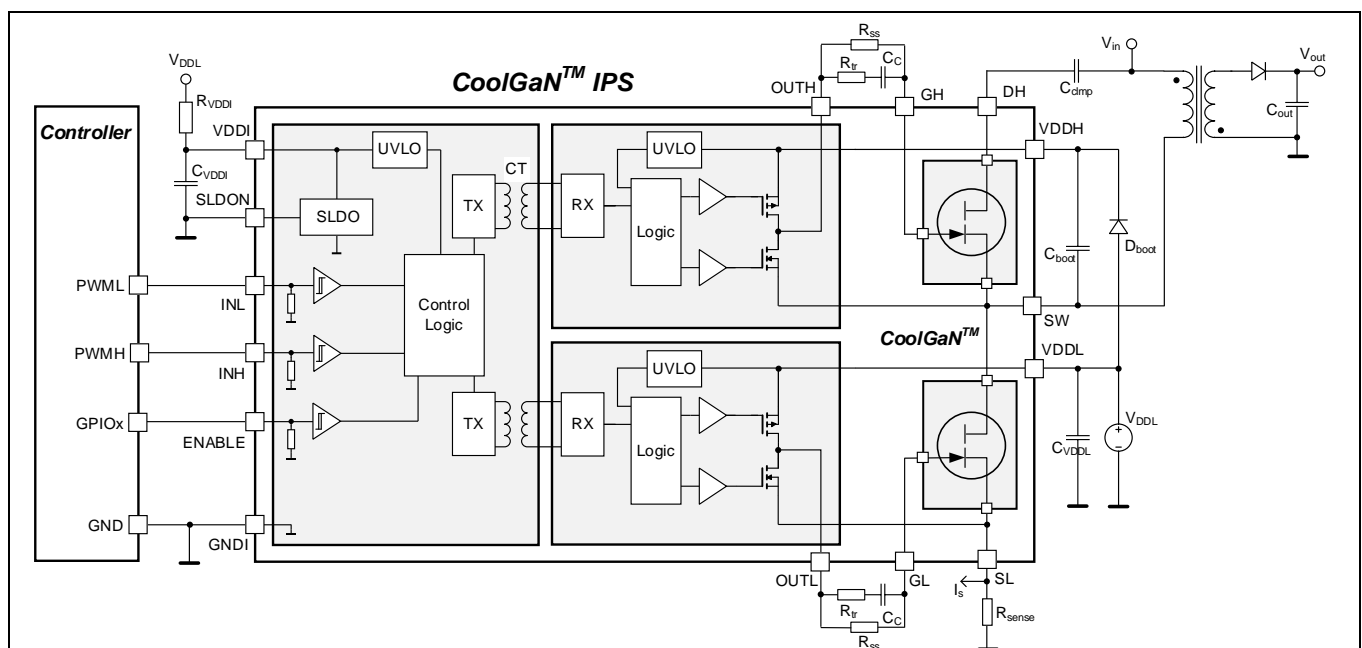 Controller
PWML
PWMH
GPIOx
GND
VDDL
RVDDI
VDDI
CVDDI
SLDON
INL
INH
ENABLE
GNDI
CoolGaN™ IPS
UVLO
SLDO
CT
TX
Control
Logic
TX
UVLO
RX
Logic
UVLO
RX
Logic
Rss
Rtr
CC
OUTH
GH
DH
Cclmp
Vin
Vout
Cout
VDDH
Cboot
Dboot
SW
CoolGaN™
VDDL
CVDDL
VDDL
+
−
OUTL
GL
SL
Is
Rsense
Rtr
CC
Rss